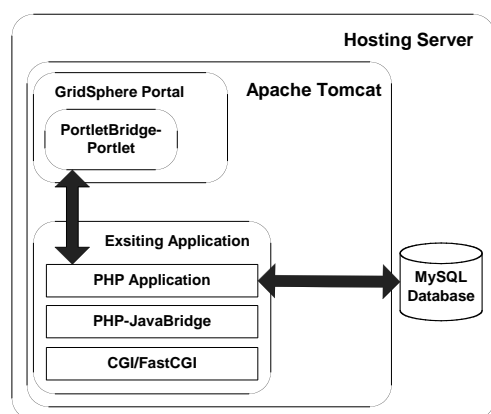 Hosting Server
GridSphere Portal
Apache Tomcat
PortletBridge-
Portlet
Exsiting Application
PHP Application
PHP-JavaBridge
CGI/FastCGI
MySQL
Database